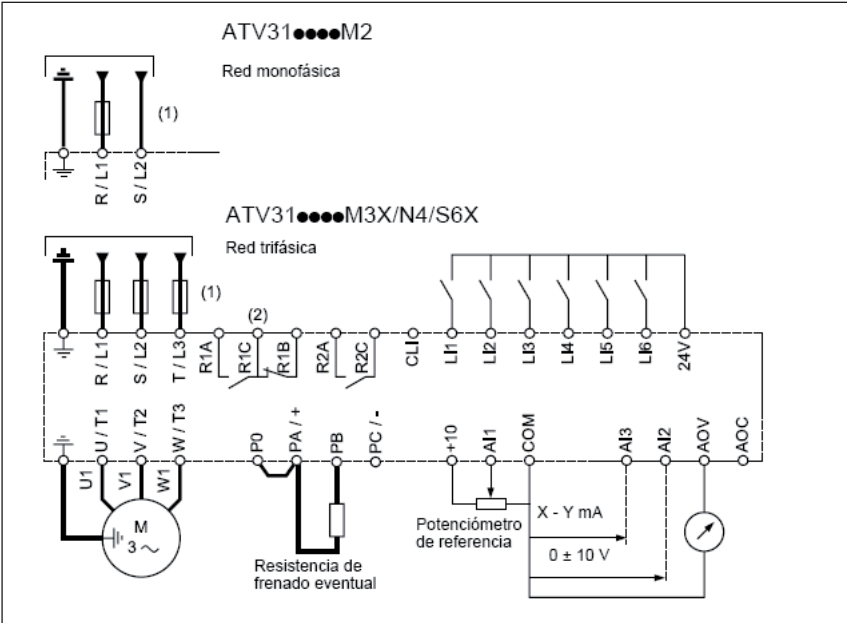 ATV31●●●●M2
Red monofásica
(1)
R / L1
S / L2
ATV31●●●●M3X/N4/S6X
Red trifásica
(1)
(2)
R / L1
S / L2
T / L3
R1A
R1C
R1B
R2A
R2C
CLI
LI1
LI2
LI3
LI4
LI5
LI6
24V
U / T1
V / T2
W / T3
P0
PA / +
PB
PC / -
+10
AI1
COM
AI3
AI2
AOV
AOC
U1
V1
W1
M
3 ~
Resistencia de
frenado eventual
Potenciómetro
de referencia
X - Y mA
0 ± 10 V